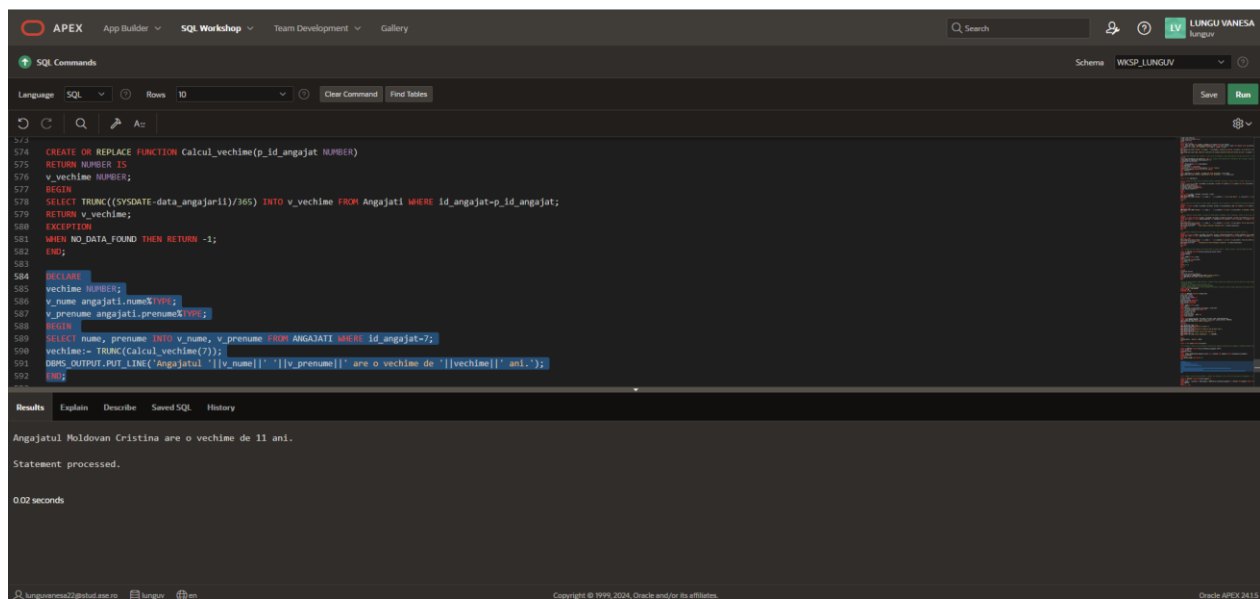 APEX App Builder SQL Workshop Team Development Gallery Search LV LUNGU VANESA
lunguv
SQL Commands Schema WKSP_LUNGUV
Language SQL Rows 10 Clear Command Find Tables Save Run
573
574 CREATE OR REPLACE FUNCTION Calcul_vechime(p_id_angajat NUMBER)
575 RETURN NUMBER IS
576 v_vechime NUMBER;
577 BEGIN
578 SELECT TRUNC((SYSDATE-data_angajarii)/365) INTO v_vechime FROM Angajati WHERE id_angajat=p_id_angajat;
579 RETURN v_vechime;
580 EXCEPTION
581 WHEN NO_DATA_FOUND THEN RETURN -1;
582 END;
583
584 DECLARE
585 vechime NUMBER;
586 v_nume angajati.nume%TYPE;
587 v_prenume angajati.prenume%TYPE;
588 BEGIN
589 SELECT nume, prenume INTO v_nume, v_prenume FROM ANGAJATI WHERE id_angajat=7;
590 vechime:= TRUNC(Calcul_vechime(7));
591 DBMS_OUTPUT.PUT_LINE('Angajatul '||v_nume||' '||v_prenume||' are o vechime de '||vechime||' ani.');
592 END;
Results Explain Describe Saved SQL History
Angajatul Moldovan Cristina are o vechime de 11 ani.
Statement processed.
0.02 seconds
lunguvanesa22@stud.ase.ro lunguv en Copyright © 1999, 2024, Oracle and/or its affiliates. Oracle APEX 24.1.5